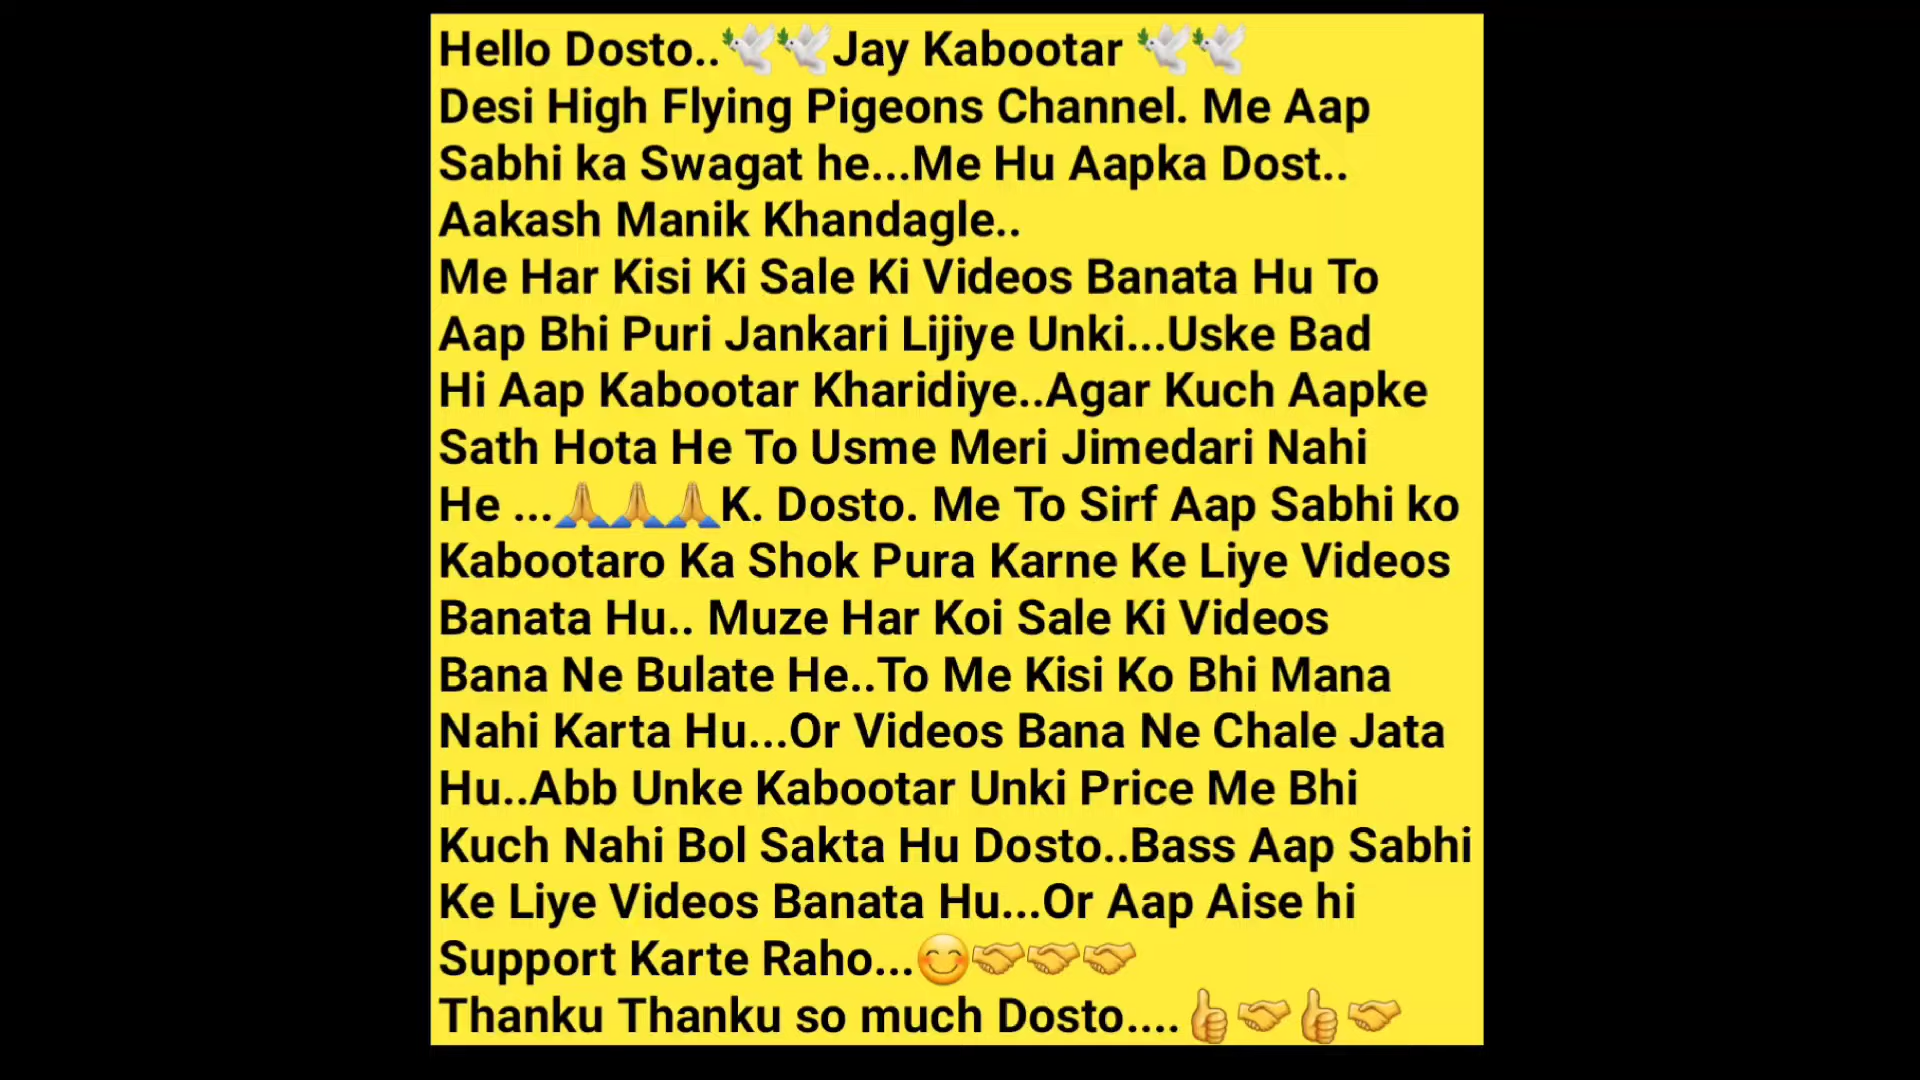 Hello Dosto..🕊️🕊️Jay Kabootar 🕊️🕊️
Desi High Flying Pigeons Channel. Me Aap
Sabhi ka Swagat he...Me Hu Aapka Dost..
Aakash Manik Khandagle..
Me Har Kisi Ki Sale Ki Videos Banata Hu To
Aap Bhi Puri Jankari Lijiye Unki...Uske Bad
Hi Aap Kabootar Kharidiye..Agar Kuch Aapke
Sath Hota He To Usme Meri Jimedari Nahi
He ...🙏🙏🙏K. Dosto. Me To Sirf Aap Sabhi ko
Kabootaro Ka Shok Pura Karne Ke Liye Videos
Banata Hu.. Muze Har Koi Sale Ki Videos
Bana Ne Bulate He..To Me Kisi Ko Bhi Mana
Nahi Karta Hu...Or Videos Bana Ne Chale Jata
Hu..Abb Unke Kabootar Unki Price Me Bhi
Kuch Nahi Bol Sakta Hu Dosto..Bass Aap Sabhi
Ke Liye Videos Banata Hu...Or Aap Aise hi
Support Karte Raho...😊🤝🤝🤝
Thanku Thanku so much Dosto....👍🤝👍🤝